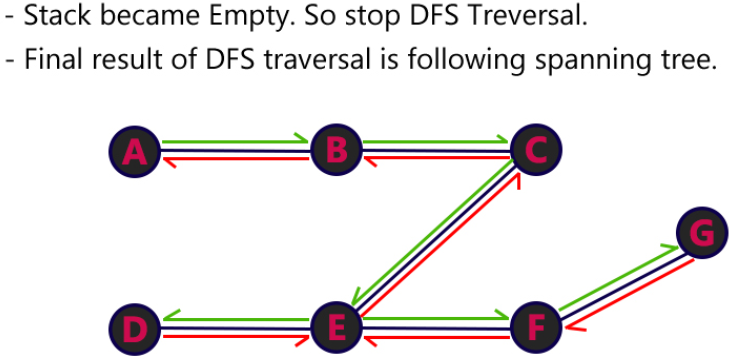 - Stack became Empty. So stop DFS Treversal.
- Final result of DFS traversal is following spanning tree.
A B C
G
D E F